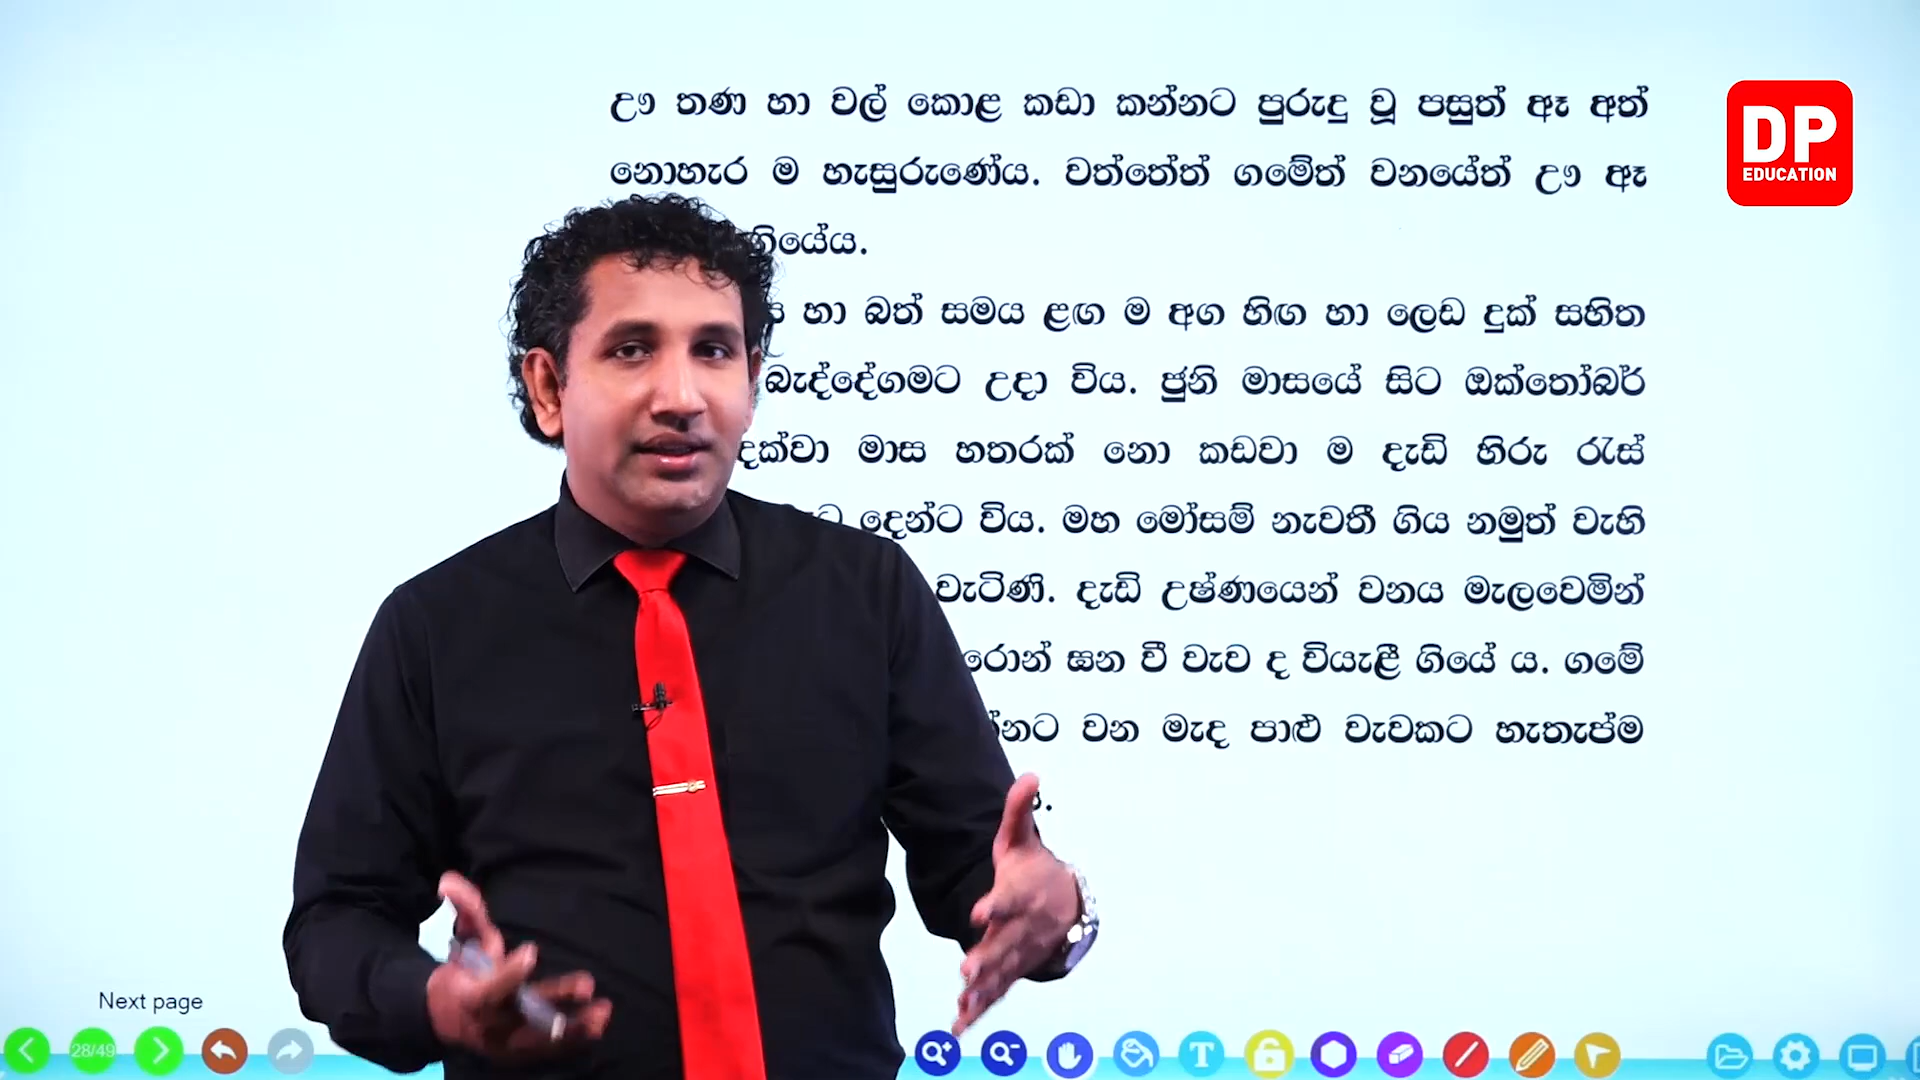 ඌ තණ හා වල් කොළ කඩා කන්නට පුරුදු වූ පසුත් ඈ අත්
නොහැර ම හැසුරුණේය. වත්තේත් ගමේත් වනයේත් ඌ ඈ
DP
EDUCATION
හා බත් සමය ළඟ ම අග හිඟ හා ලෙඩ දුක් සහිත
බැද්දේගමට උදා විය. ජුනි මාසයේ සිට ඔක්තෝබර්
දක්වා මාස හතරක් නො කඩවා ම දැඩි හිරු රැස්
දෙන්ට විය. මහ මෝසම් නැවතී ගිය නමුත් වැහි
වැටිණි. දැඩි උෂ්ණයෙන් වනය මැලවෙමින්
රොන් ඝන වී වැව ද වියැළී ගියේ ය. ගමේ
වන මැද පාළු වැවකට හැතැප්ම
Next page
28/49